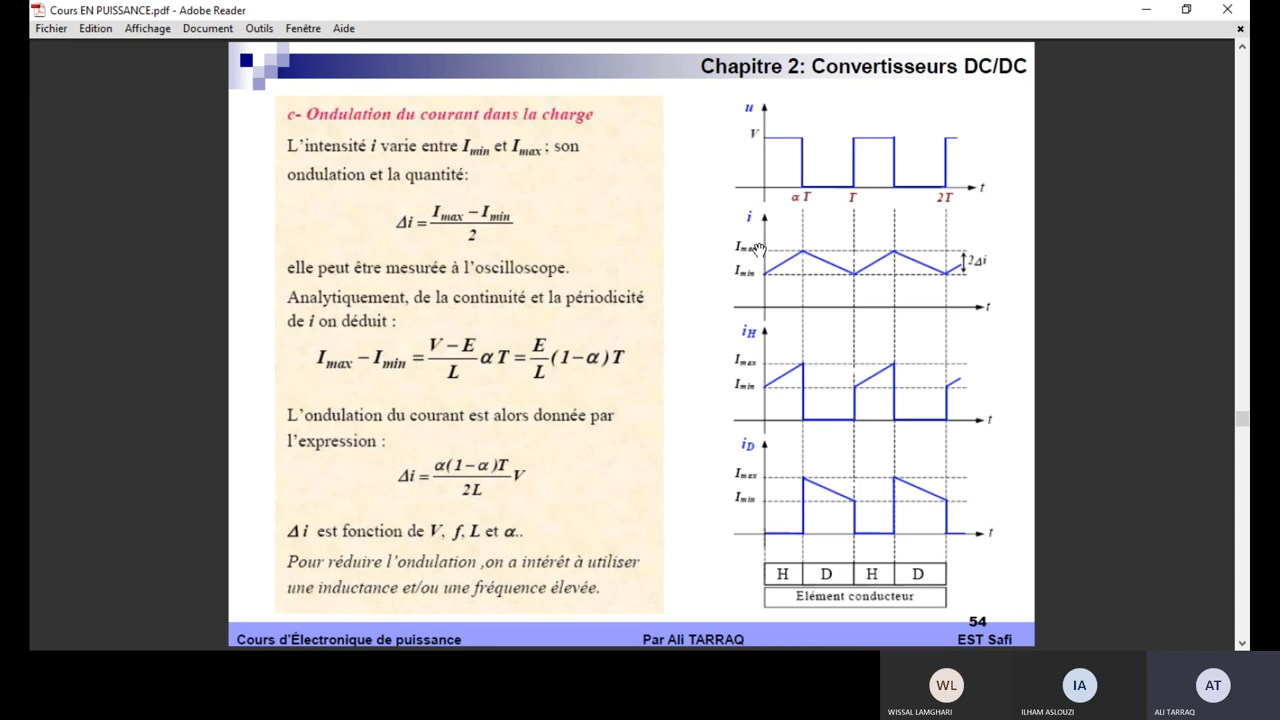 Cours EN PUISSANCE.pdf - Adobe Reader
Fichier Edition Affichage Document Outils Fenêtre Aide
Chapitre 2: Convertisseurs DC/DC
c- Ondulation du courant dans la charge
L'intensité i varie entre Imin et Imax ; son
ondulation et la quantité:
Δi = (Imax – Imin) / 2
elle peut être mesurée à l'oscilloscope.
Analytiquement, de la continuité et la périodicité
de i on déduit :
Imax – Imin = (V – E) / L α T = E / L (1–α) T
L'ondulation du courant est alors donnée par
l'expression :
Δi = α(1–α)T / 2L V
Δ i est fonction de V, f, L et α..
Pour réduire l'ondulation ,on a intérêt à utiliser
une inductance et/ou une fréquence élevée.
u
V
t
αT T 2T
i
Imin
2Δi
t
iH
Imax
Imin
t
iD
Imax
Imin
t
H D H D
Elément conducteur
54
Cours d'Électronique de puissance Par Ali TARRAQ EST Safi
WL IA AT
WISSAL LAMGHARI ILHAM ASLOUZI ALI TARRAQ